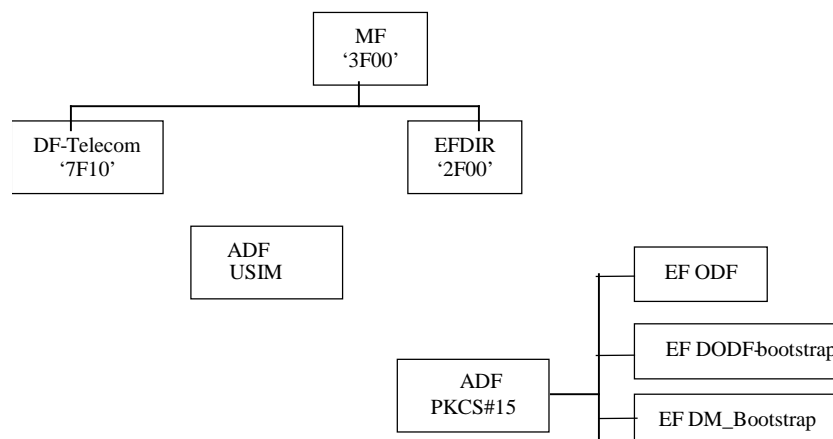 MF
‘3F00’
DF-Telecom
‘7F10’
EFDIR
‘2F00’
ADF
USIM
EF ODF
EF DODF-bootstrap
ADF
PKCS#15
EF DM_Bootstrap